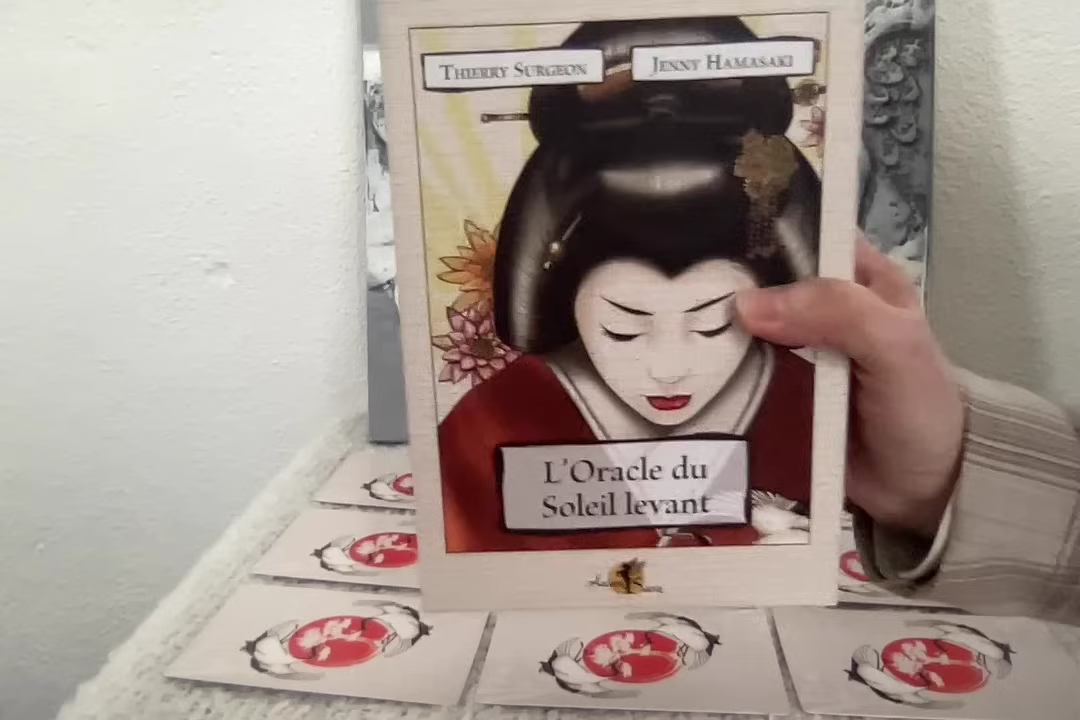 THIERRY SURGEON
JENNY HAMASAKI
L'Oracle du
Soleil levant